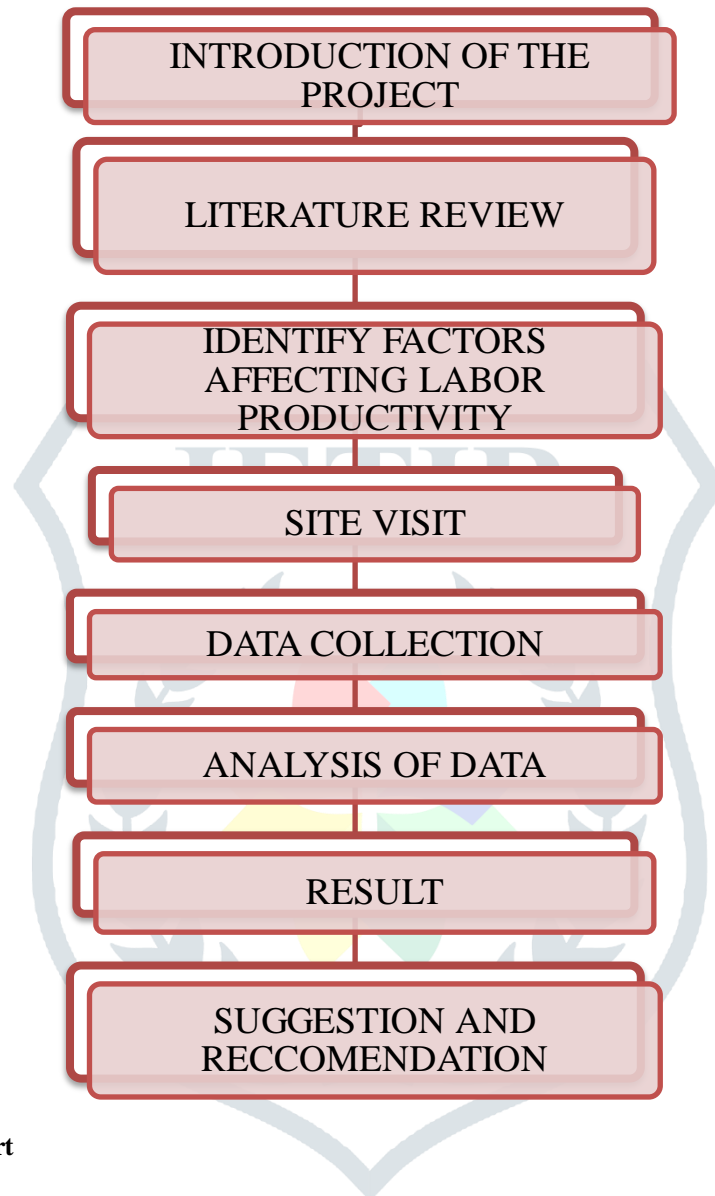 INTRODUCTION OF THE
PROJECT
LITERATURE REVIEW
IDENTIFY FACTORS
AFFECTING LABOR
PRODUCTIVITY
SITE VISIT
DATA COLLECTION
ANALYSIS OF DATA
RESULT
SUGGESTION AND
RECCOMENDATION
rt